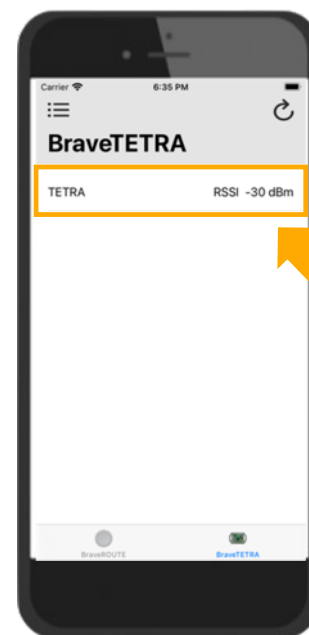 Carrier 6:35 PM
BraveTETRA
TETRA RSSI -30 dBm
BraveROUTE BraveTETRA